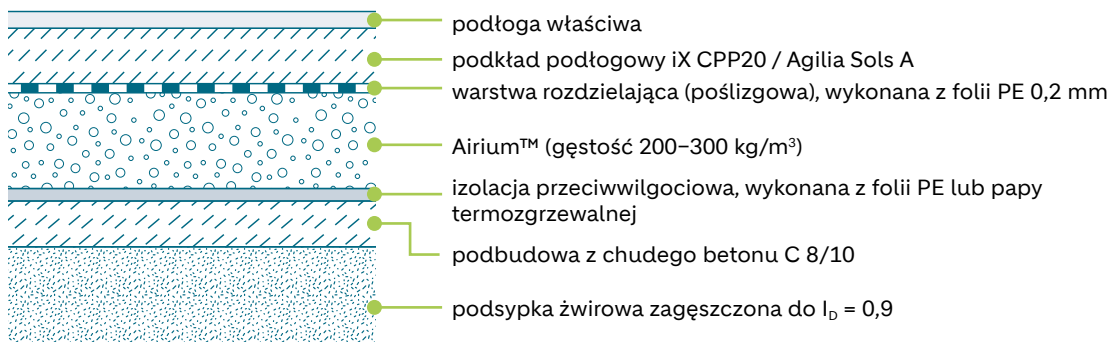 podłoga właściwa
podkład podłogowy iX CPP20 / Agilia Sols A
warstwa rozdzielająca (poślizgowa), wykonana z folii PE 0,2 mm
Airium™ (gęstość 200–300 kg/m³)
izolacja przeciwwilgociowa, wykonana z folii PE lub papy
termozgrzewalnej
podbudowa z chudego betonu C 8/10
podsypka żwirowa zagęszczona do I_D = 0,9